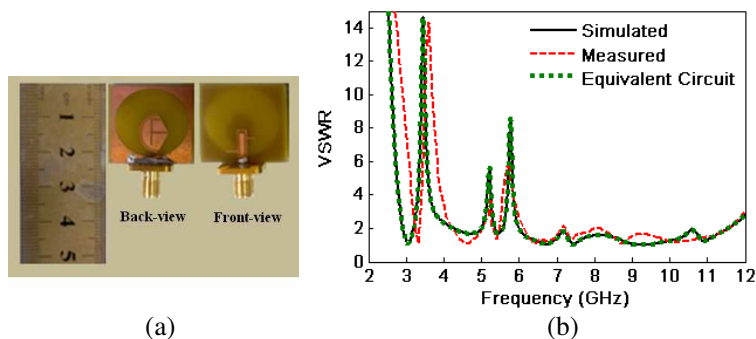 1
2
3
4
5
Back-view
Front-view
(a)
(b)
VSWR
14
12
10
8
6
4
2
0
Simulated
Measured
Equivalent Circuit
2 3 4 5 6 7 8 9 10 11 12
Frequency (GHz)